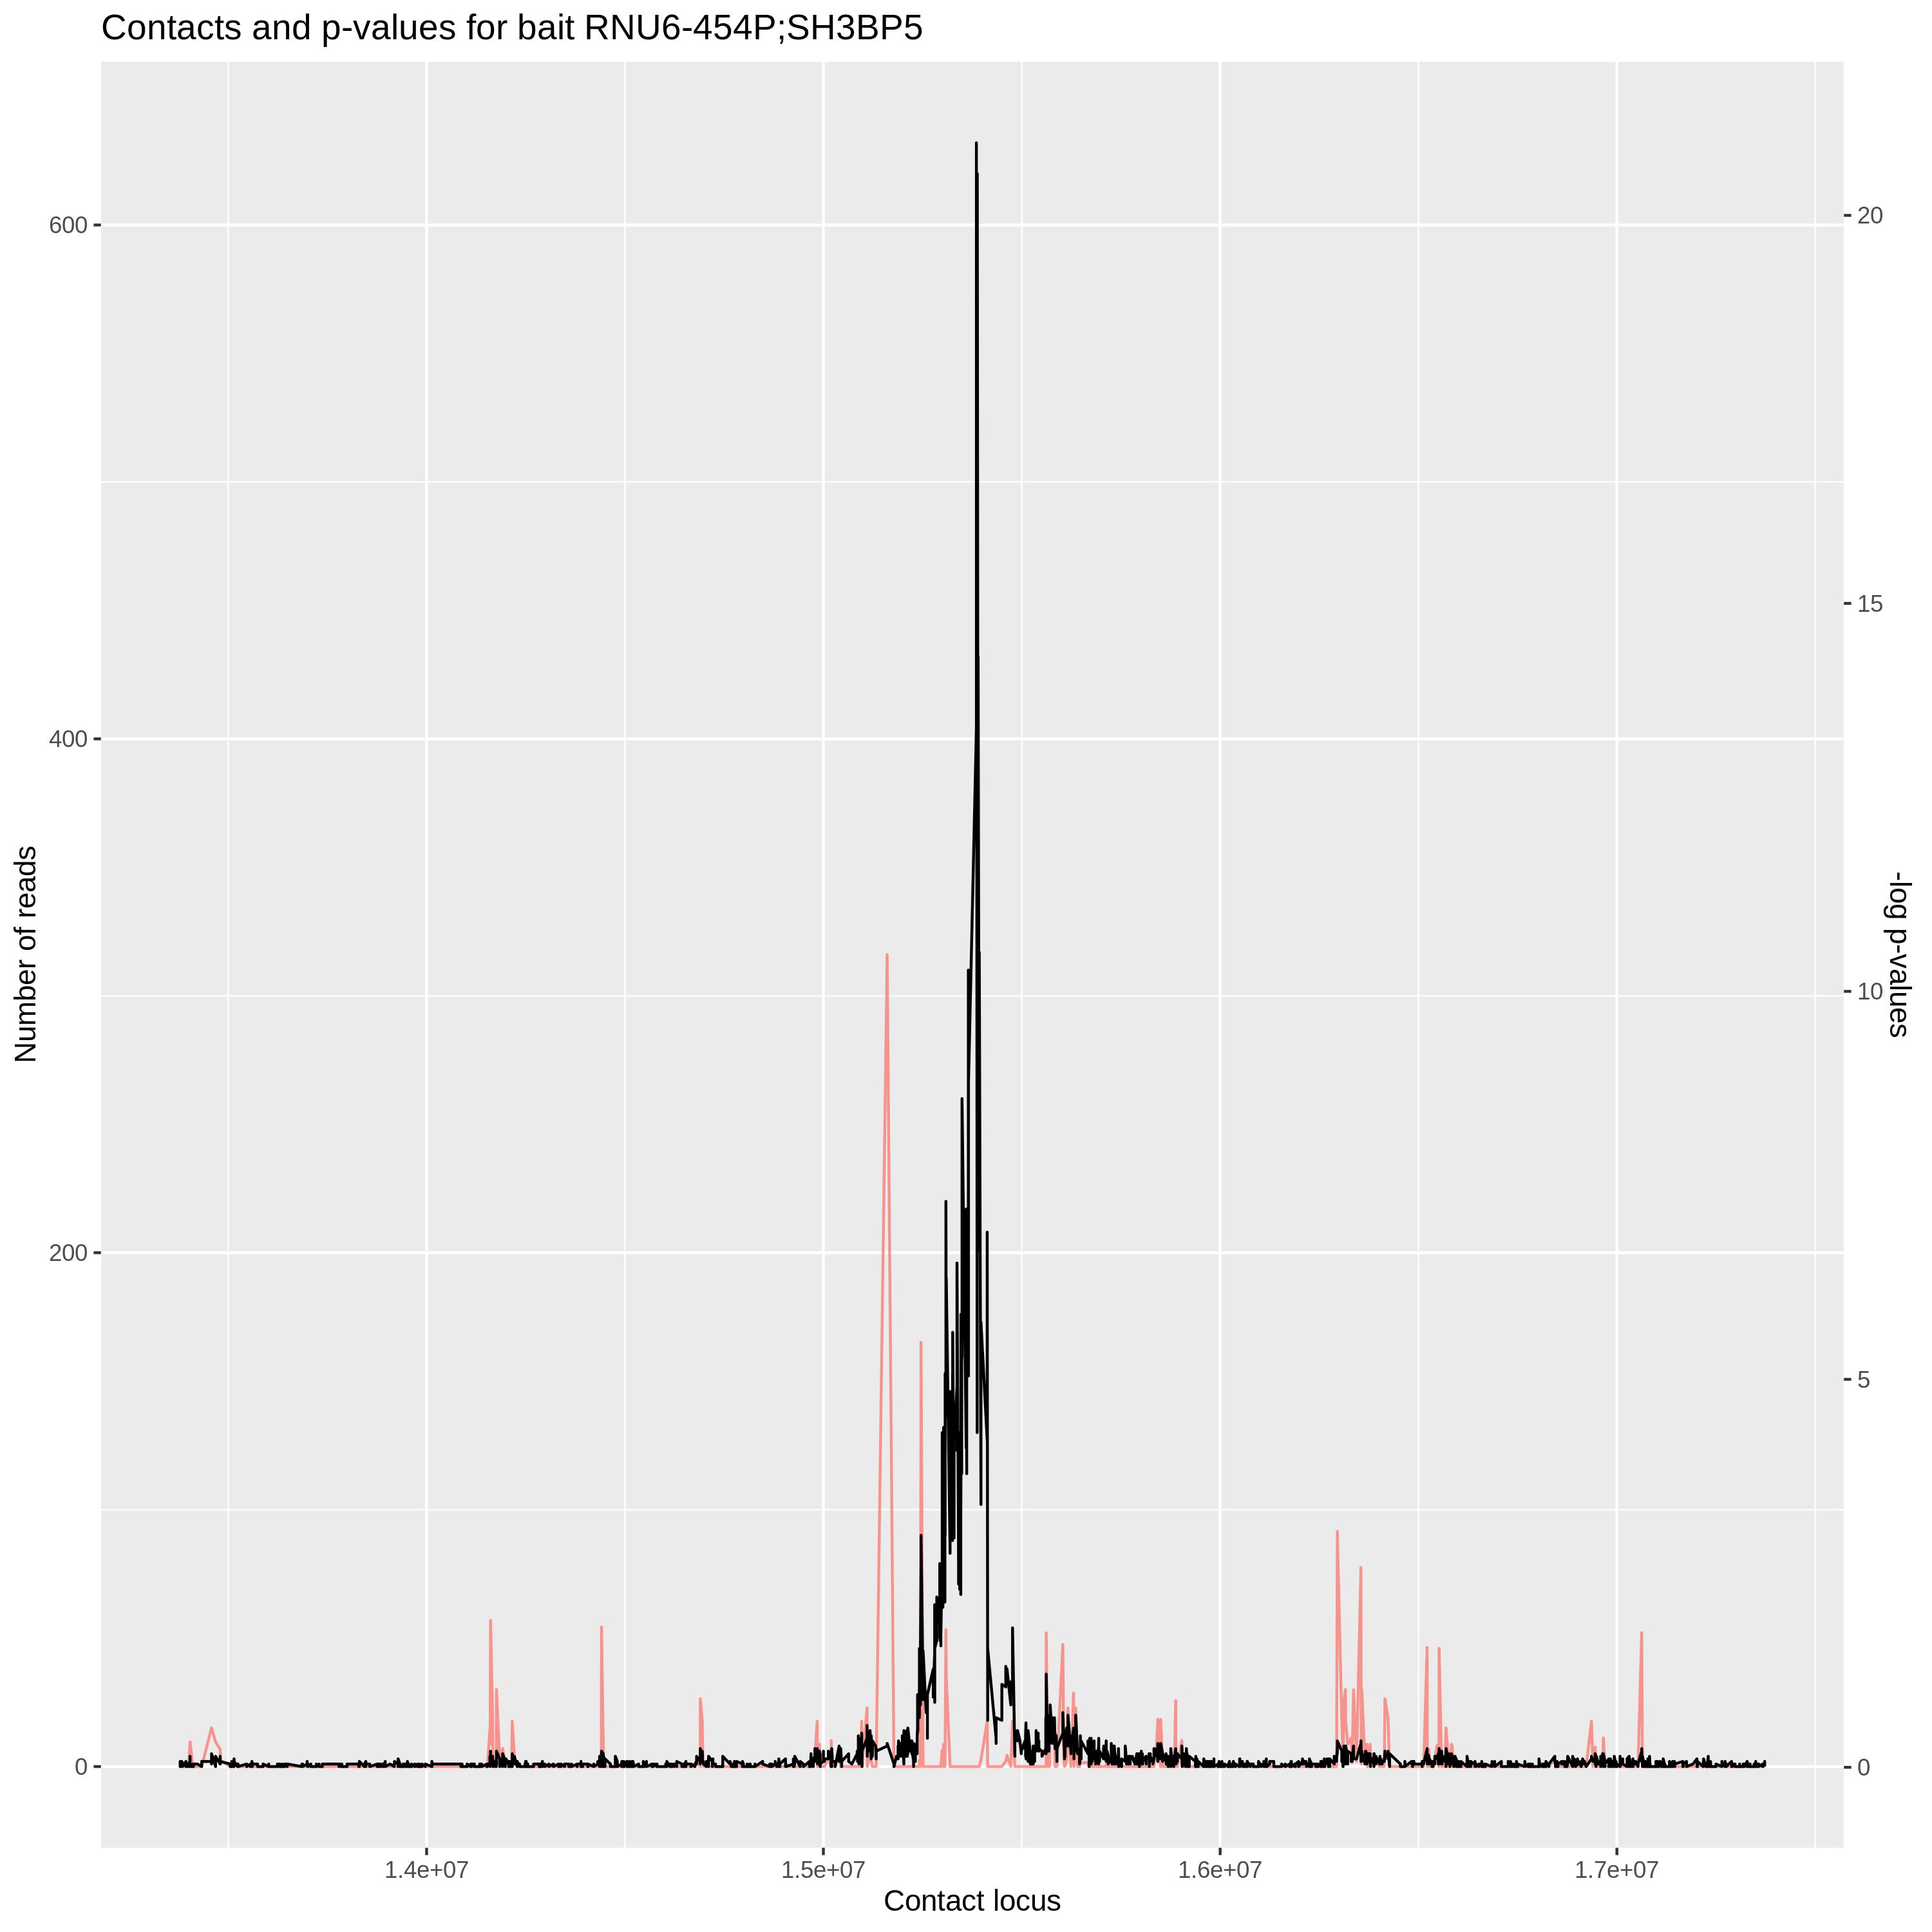 Contacts and p-values for bait RNU6-454P;SH3BP5
600
400
200
0
Number of reads
20
15
10
5
0
-log p-values
1.4e+07
1.5e+07
1.6e+07
1.7e+07
Contact locus